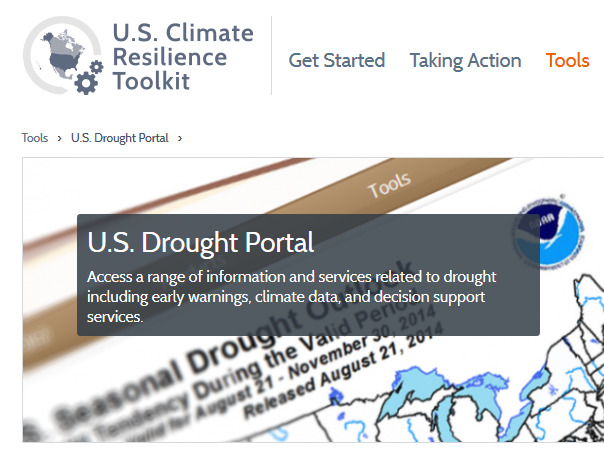 U.S. Climate
Resilience
Toolkit
Get Started
Taking Action
Tools
Tools › U.S. Drought Portal ›
Tools
NOAA
U.S. Drought Portal
Access a range of information and services related to drought
including early warnings, climate data, and decision support
services.
Seasonal Drought Outlook
Tendency During the Valid Period
Valid for August 21 - November 30, 2014
Released August 21, 2014